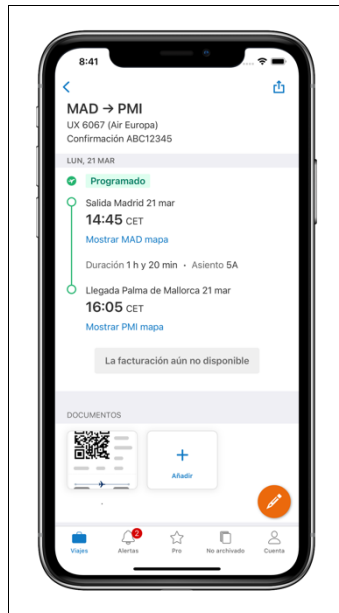 8:41
MAD → PMI
UX 6067 (Air Europa)
Confirmación ABC12345
LUN, 21 MAR
Programado
Salida Madrid 21 mar
14:45 CET
Mostrar MAD mapa
Duración 1 h y 20 min • Asiento 5A
Llegada Palma de Mallorca 21 mar
16:05 CET
Mostrar PMI mapa
La facturación aún no disponible
DOCUMENTOS
+
Añadir
2
Viajes Alertas Pro No archivado Cuenta